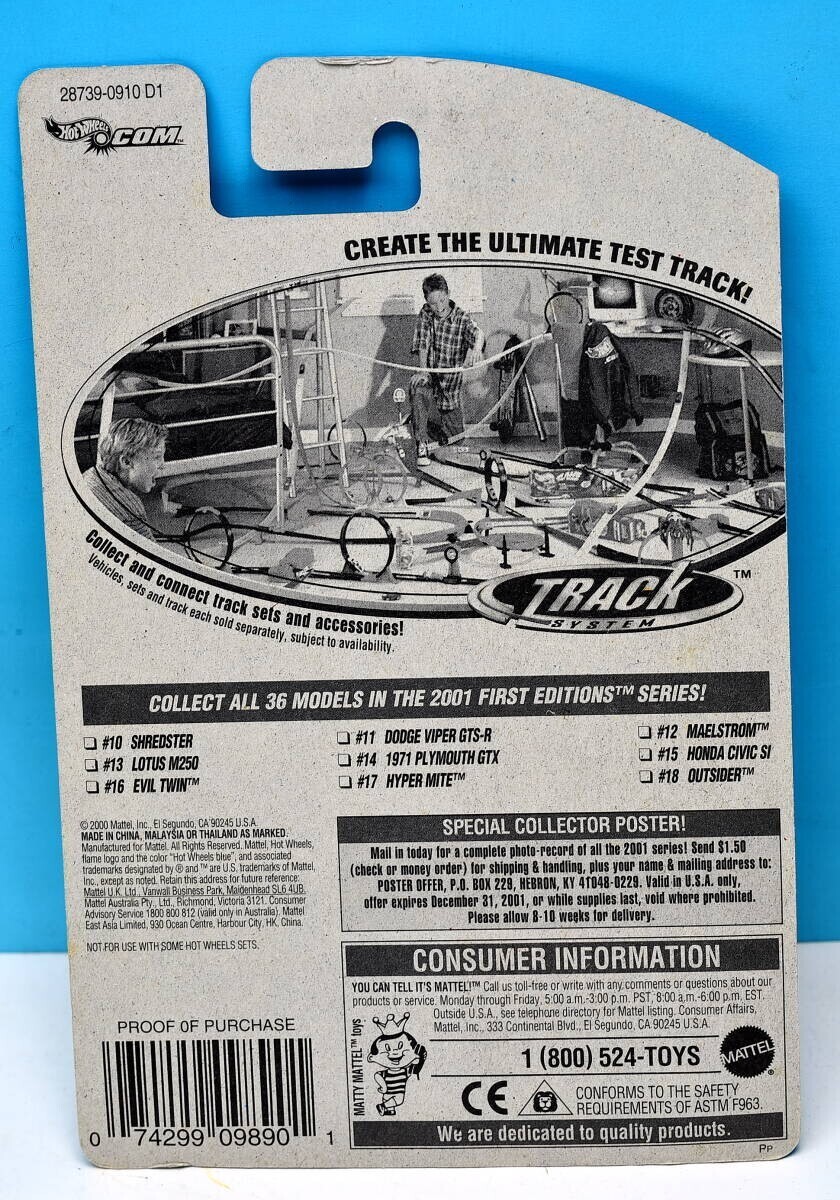 28739-0910 D1
HOT WHEELS
.COM™
CREATE THE ULTIMATE TEST TRACK!
Collect and connect track sets and accessories!
Vehicles, sets and track each sold separately, subject to availability.
TRACK™
SYSTEM
COLLECT ALL 36 MODELS IN THE 2001 FIRST EDITIONS™ SERIES!
❏ #10 SHREDSTER
❏ #11 DODGE VIPER GTS-R
❏ #12 MAELSTROM™
❏ #13 LOTUS M250
❏ #14 1971 PLYMOUTH GTX
❏ #15 HONDA CIVIC SI
❏ #16 EVIL TWIN™
❏ #17 HYPER MITE™
❏ #18 OUTSIDER™
© 2000 Mattel, Inc., El Segundo, CA 90245 U.S.A.
MADE IN CHINA, MALAYSIA OR THAILAND AS MARKED.
Manufactured for Mattel. All Rights Reserved. Mattel, Hot Wheels,
flame logo and the color "Hot Wheels blue", and associated
trademarks designated by ® and ™ are U.S. trademarks of Mattel,
Inc., except as noted. Retain this address for future reference:
Mattel U.K. Ltd., Vanwall Business Park, Maidenhead SL6 4UB.
Mattel Australia Pty., Ltd., Richmond, Victoria 3121. Consumer
Advisory Service 1800 800 812 (valid only in Australia). Mattel
East Asia Limited, 930 Ocean Centre, Harbour City, HK, China.
NOT FOR USE WITH SOME HOT WHEELS SETS.
SPECIAL COLLECTOR POSTER!
Mail in today for a complete photo-record of all the 2001 series! Send $1.50
(check or money order) for shipping & handling, plus your name & mailing address to:
POSTER OFFER, P.O. BOX 229, HEBRON, KY 41048-0229. Valid in U.S.A. only,
offer expires December 31, 2001, or while supplies last, void where prohibited.
Please allow 8-10 weeks for delivery.
CONSUMER INFORMATION
YOU CAN TELL IT'S MATTEL!™ Call us toll-free or write with any comments or questions about our
products or service. Monday through Friday, 5:00 a.m.-3:00 p.m. PST, 8:00 a.m.-6:00 p.m. EST.
Outside U.S.A., see telephone directory for Mattel listing. Consumer Affairs,
Mattel, Inc., 333 Continental Blvd., El Segundo, CA 90245 U.S.A.
MATTY MATTEL™ toys
1 (800) 524-TOYS
MATTEL®
CE
CONFORMS TO THE SAFETY
REQUIREMENTS OF ASTM F963.
We are dedicated to quality products.
PROOF OF PURCHASE
0 74299 09890 1
PP